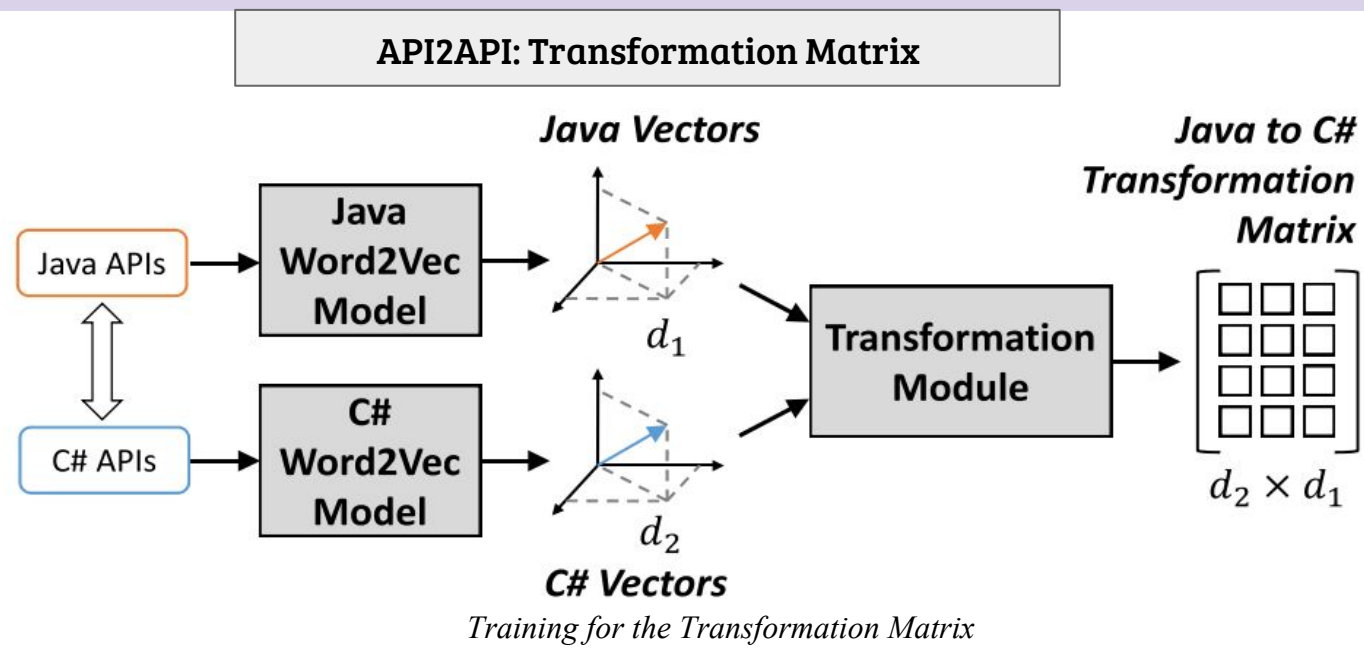 API2API: Transformation Matrix
Java Vectors
Java to C#
Transformation
Matrix
Java APIs
Java
Word2Vec
Model
d₁
Transformation
Module
C# APIs
C#
Word2Vec
Model
d₂
C# Vectors
d₂ × d₁
Training for the Transformation Matrix